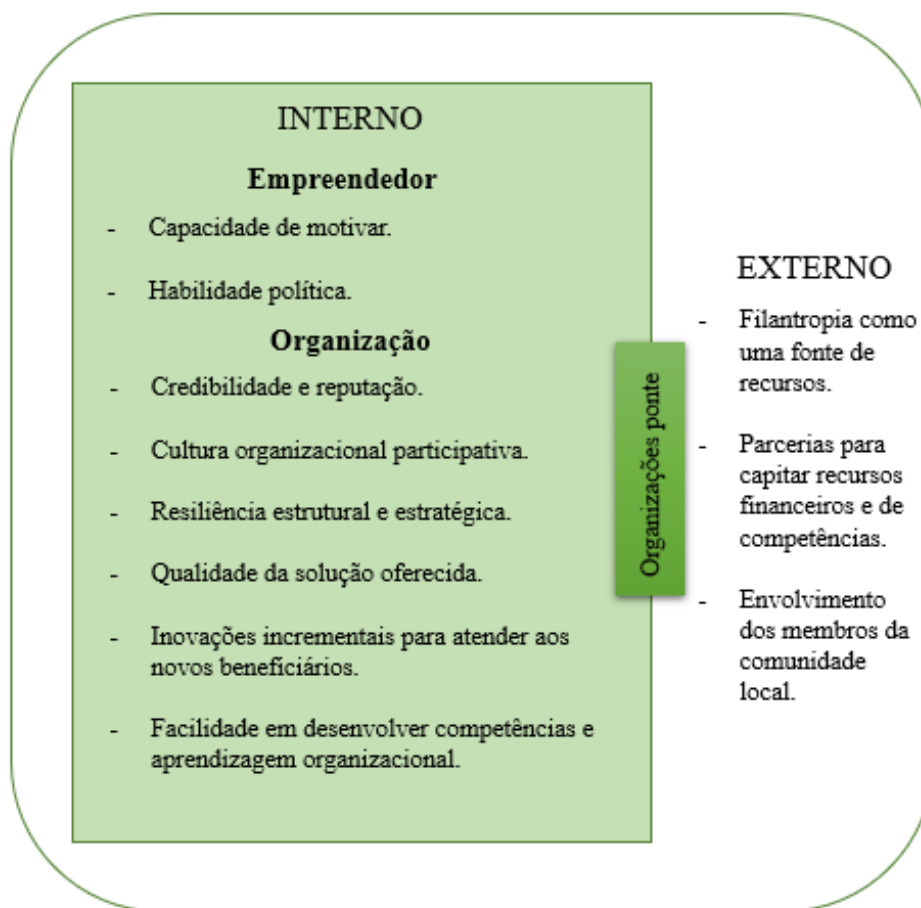 INTERNO
Empreendedor
- Capacidade de motivar.
- Habilidade política.
Organização
- Credibilidade e reputação.
- Cultura organizacional participativa.
- Resiliência estrutural e estratégica.
- Qualidade da solução oferecida.
- Inovações incrementais para atender aos
novos beneficiários.
- Facilidade em desenvolver competências e
aprendizagem organizacional.
Organizações ponte
EXTERNO
- Filantropia como
uma fonte de
recursos.
- Parcerias para
capitar recursos
financeiros e de
competências.
- Envolvimento
dos membros da
comunidade
local.